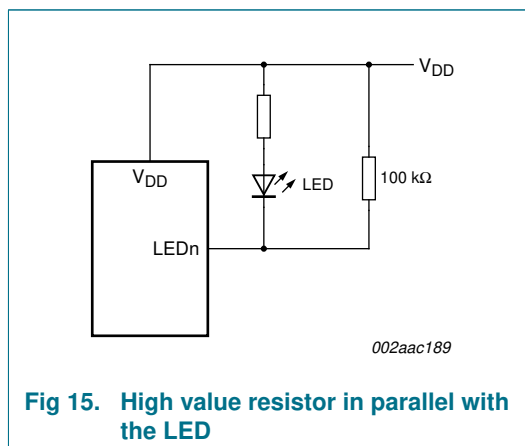 VDD
VDD
LED
100 kΩ
LEDn
002aac189
Fig 15. High value resistor in parallel with
the LED